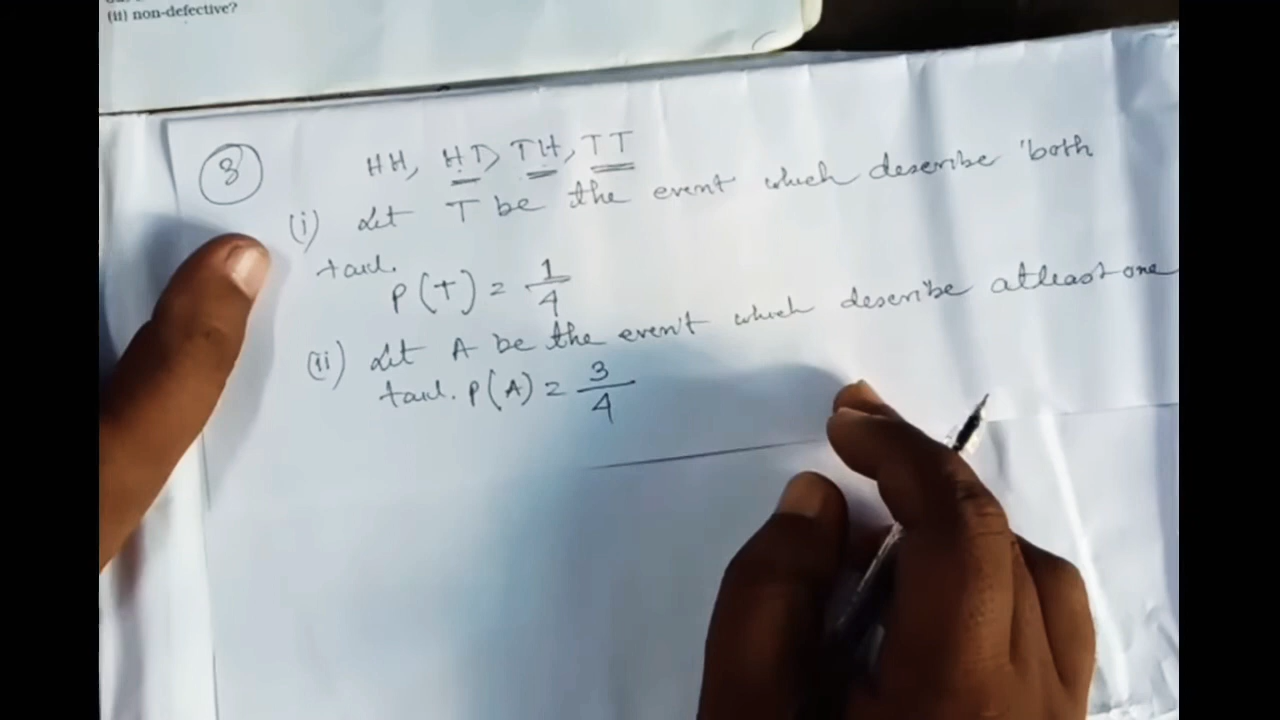 (ii) non-defective?
8 HH, HT, TH, TT
(i) Let T be the event which describe both
tail.
P(T) = 1/4
(ii) Let A be the event which describe atleast one
tail. P(A) = 3/4